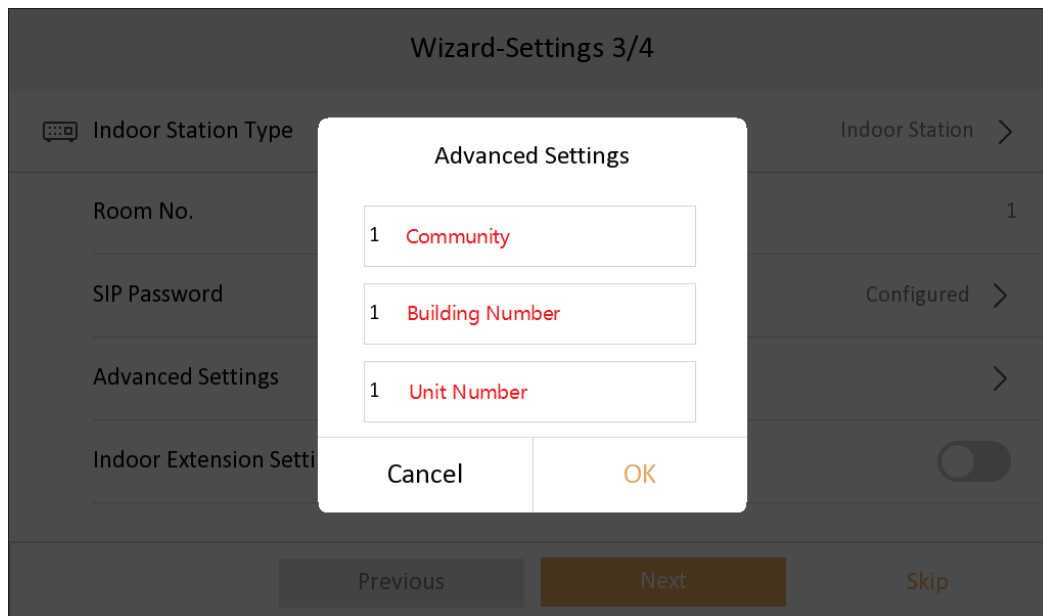 Wizard-Settings 3/4
Indoor Station Type
Indoor Station
Advanced Settings
Room No.
1
1 Community
SIP Password
Configured
1 Building Number
Advanced Settings
1 Unit Number
Indoor Extension Setti
Cancel
OK
Previous
Next
Skip